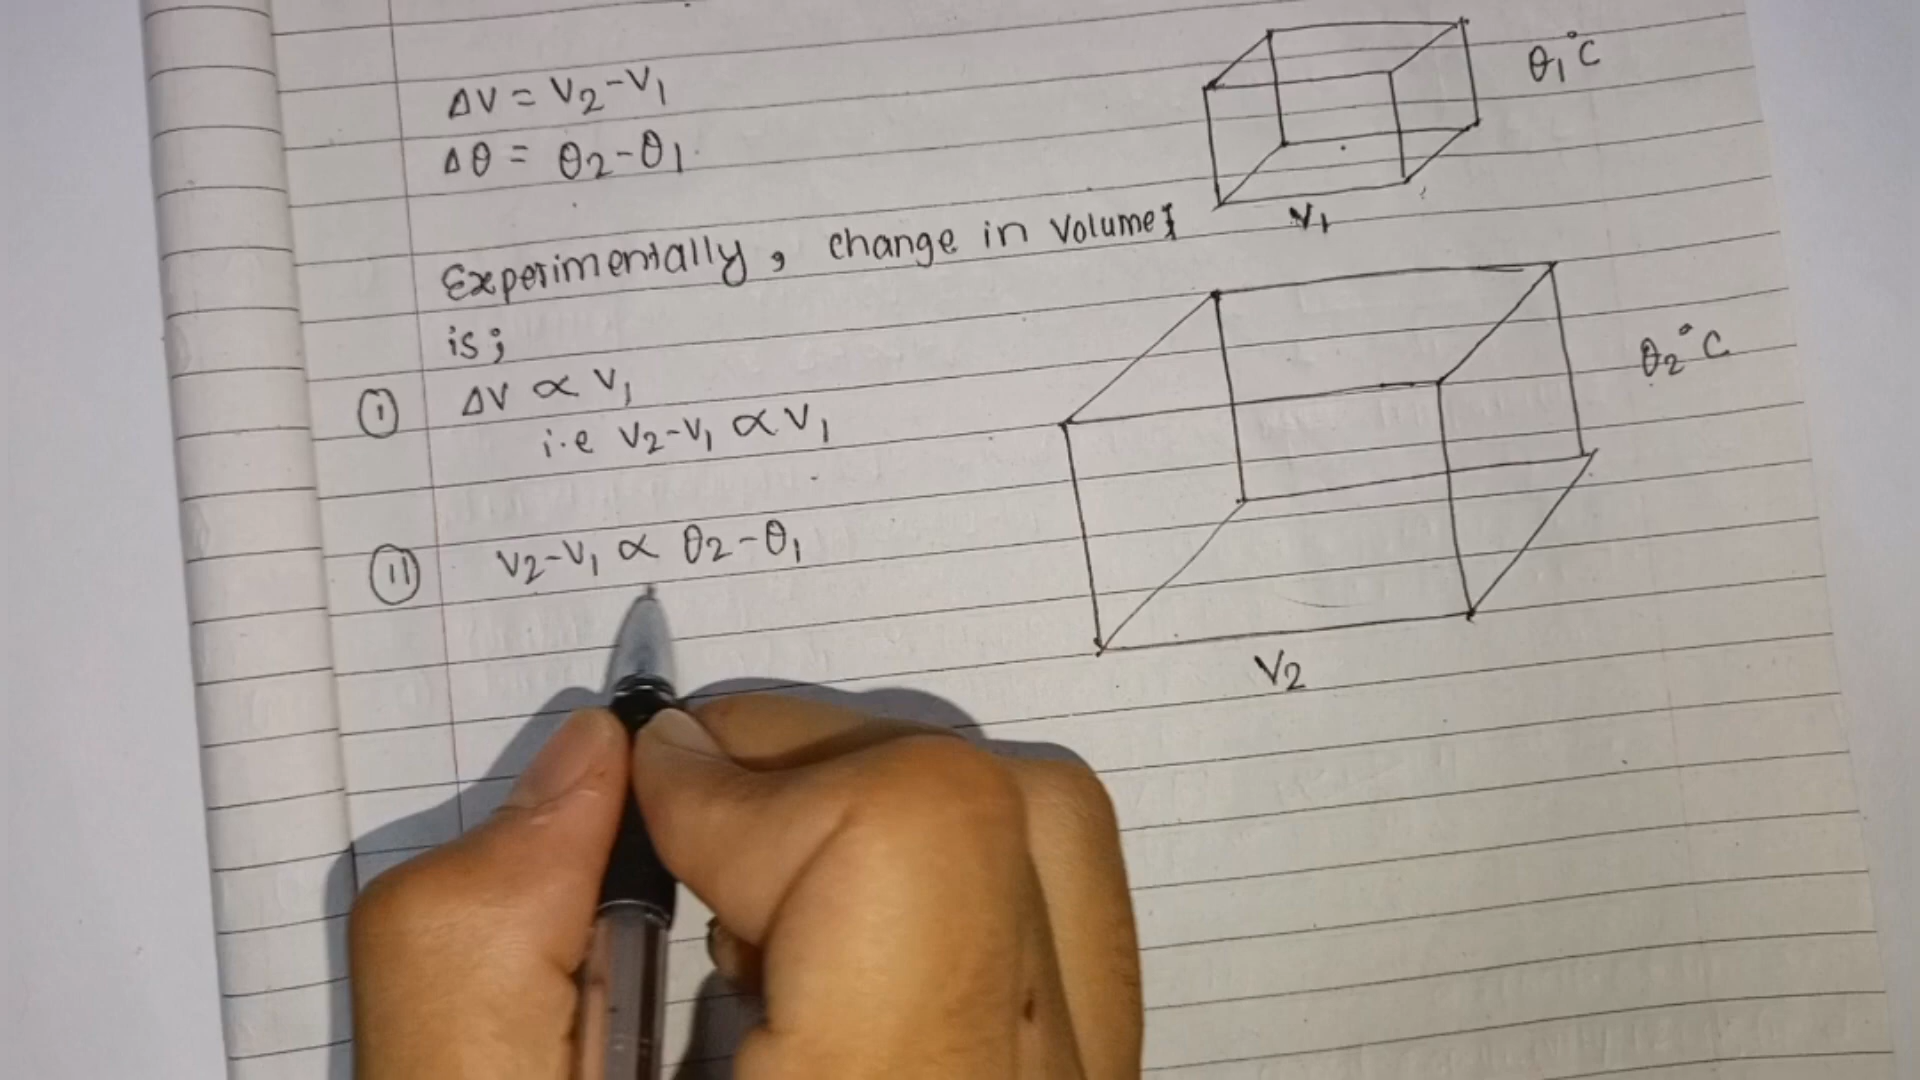 ΔV = V₂-V₁
Δθ = θ₂-θ₁.
θ₁°C
V₁
Experimentally, change in volume
is;
(i) ΔV ∝ V₁
i.e V₂-V₁ ∝ V₁
θ₂°C
(ii) V₂-V₁ ∝ θ₂-θ₁
V₂